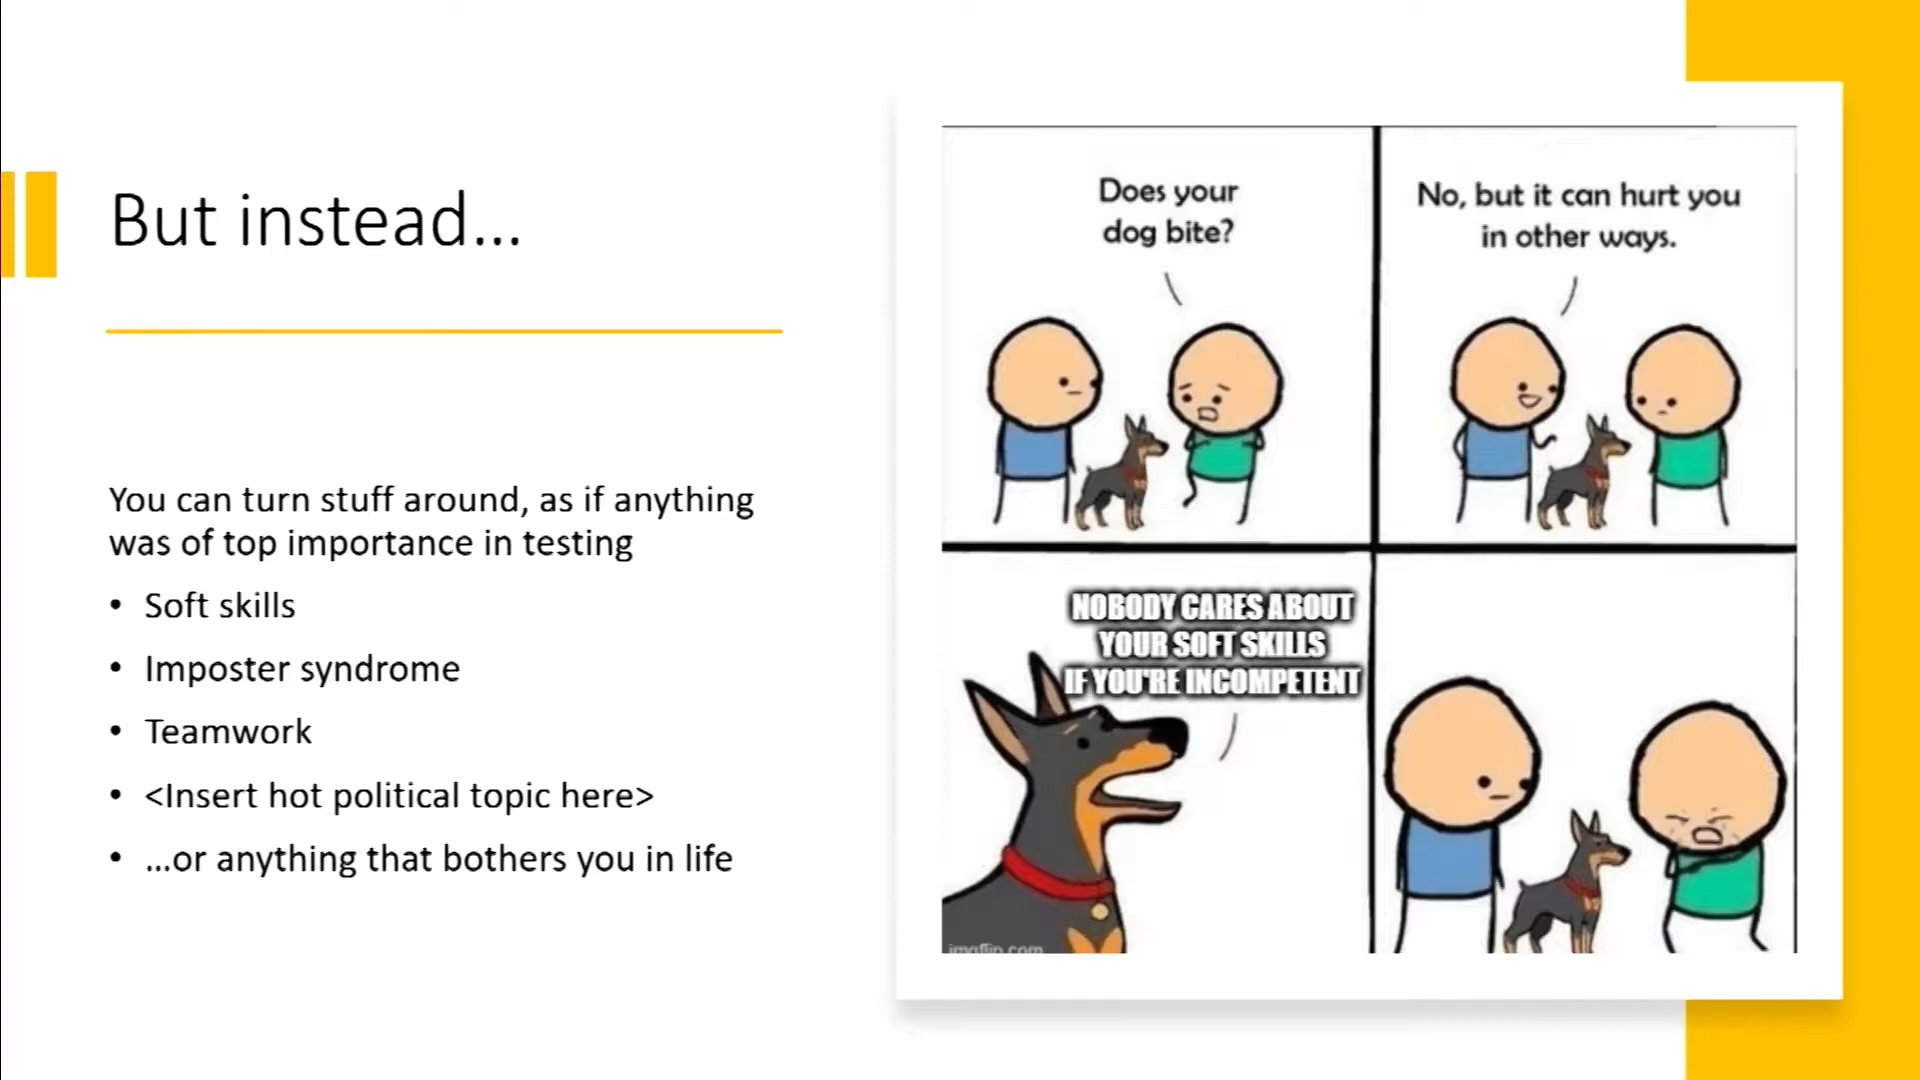 But instead...
You can turn stuff around, as if anything
was of top importance in testing
• Soft skills
• Imposter syndrome
• Teamwork
• <Insert hot political topic here>
• ...or anything that bothers you in life
Does your
dog bite?
No, but it can hurt you
in other ways.
NOBODY CARES ABOUT
YOUR SOFT SKILLS
IF YOU'RE INCOMPETENT
imgflip.com